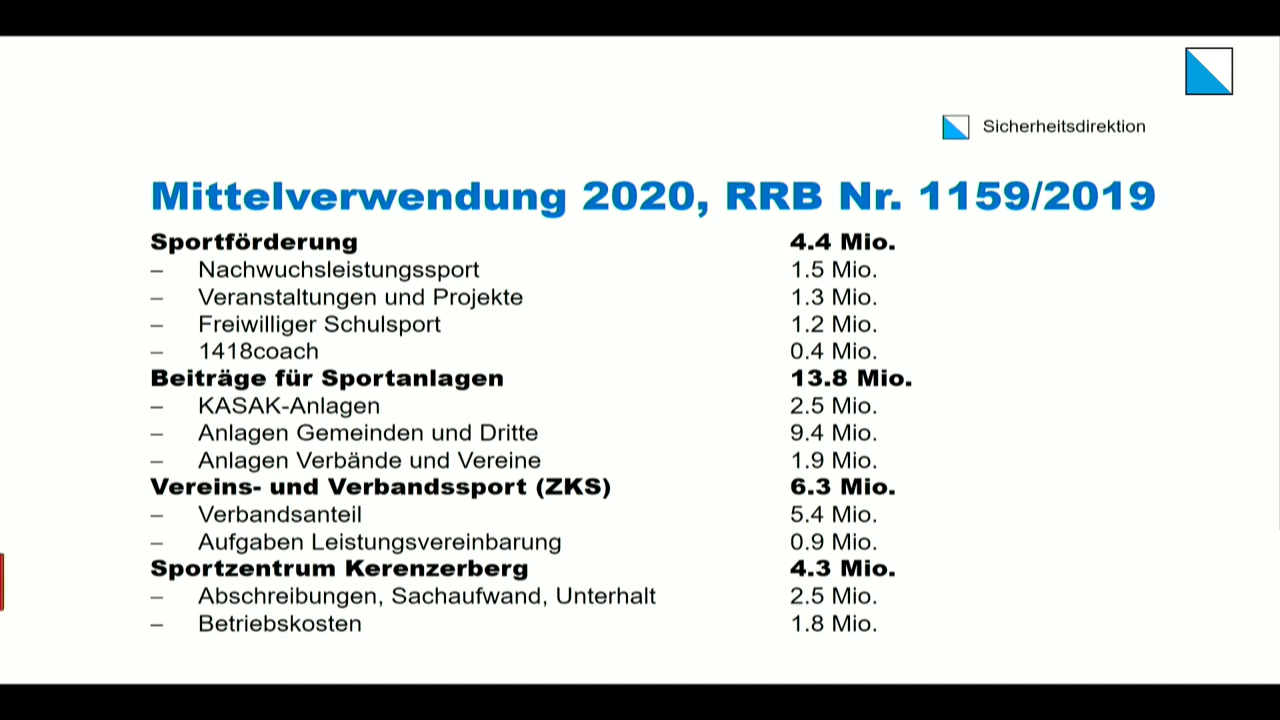 Sicherheitsdirektion
Mittelverwendung 2020, RRB Nr. 1159/2019
Sportförderung 4.4 Mio.
– Nachwuchsleistungssport 1.5 Mio.
– Veranstaltungen und Projekte 1.3 Mio.
– Freiwilliger Schulsport 1.2 Mio.
– 1418coach 0.4 Mio.
Beiträge für Sportanlagen 13.8 Mio.
– KASAK-Anlagen 2.5 Mio.
– Anlagen Gemeinden und Dritte 9.4 Mio.
– Anlagen Verbände und Vereine 1.9 Mio.
Vereins- und Verbandssport (ZKS) 6.3 Mio.
– Verbandsanteil 5.4 Mio.
– Aufgaben Leistungsvereinbarung 0.9 Mio.
Sportzentrum Kerenzerberg 4.3 Mio.
– Abschreibungen, Sachaufwand, Unterhalt 2.5 Mio.
– Betriebskosten 1.8 Mio.